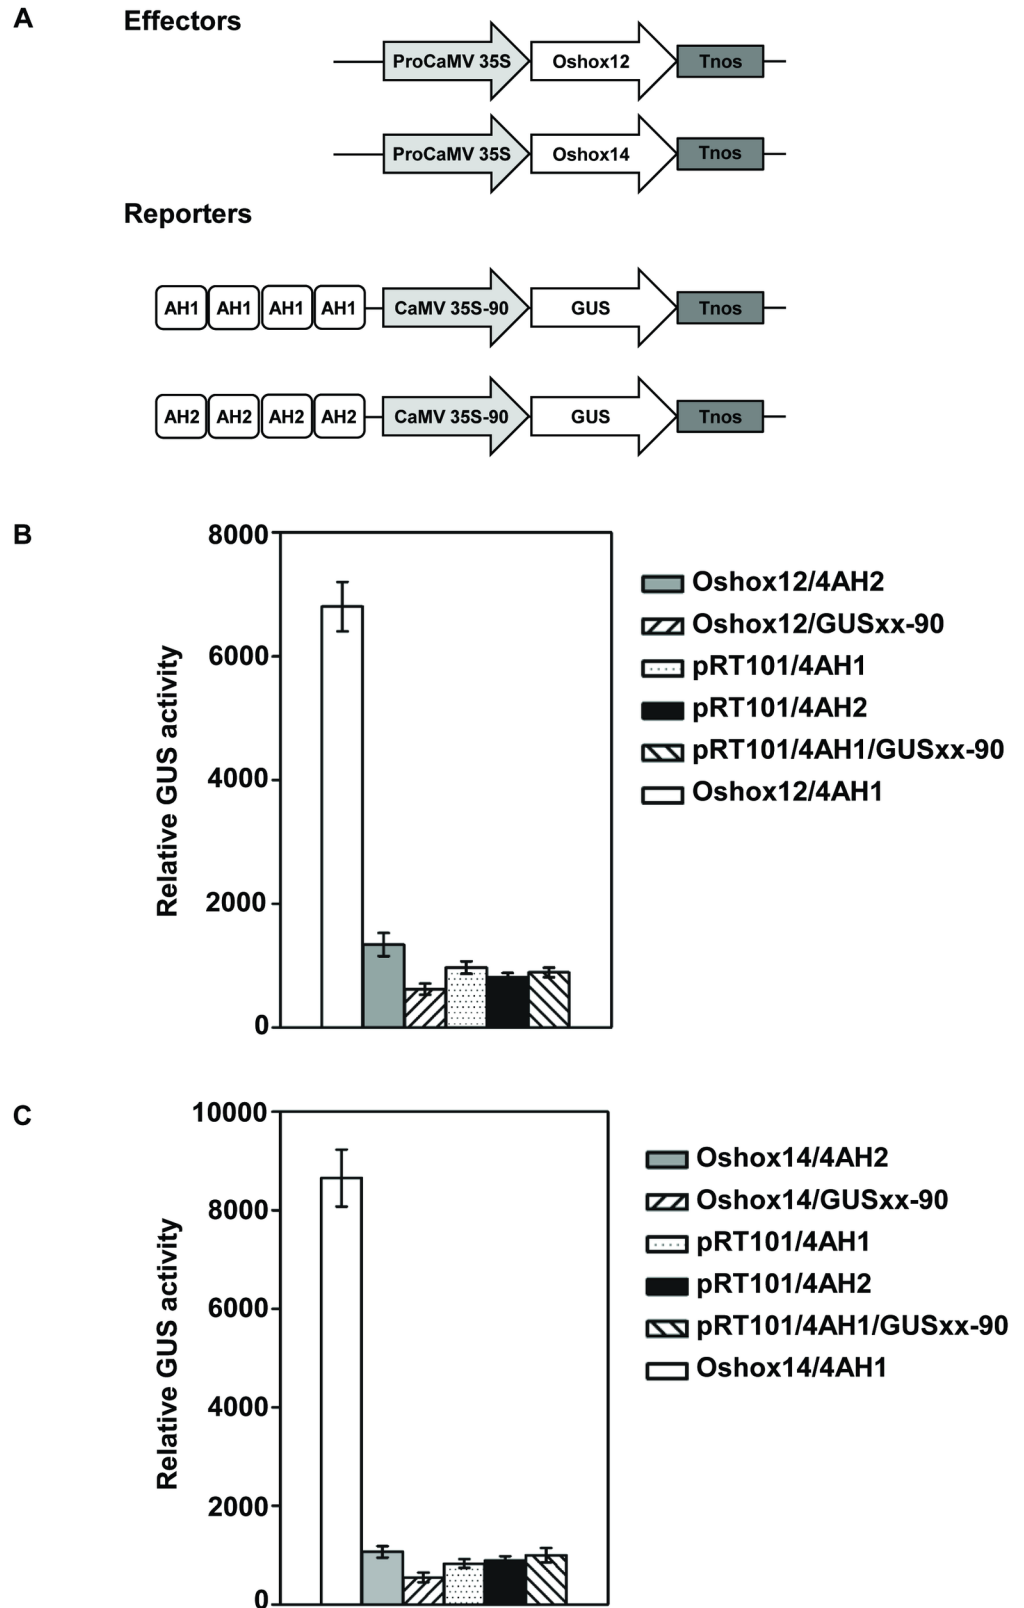 A
Effectors
ProCaMV 35S Oshox12 Tnos
ProCaMV 35S Oshox14 Tnos
Reporters
AH1 AH1 AH1 AH1 CaMV 35S-90 GUS Tnos
AH2 AH2 AH2 AH2 CaMV 35S-90 GUS Tnos
B
Relative GUS activity
8000
6000
4000
2000
0
Oshox12/4AH2
Oshox12/GUSxx-90
pRT101/4AH1
pRT101/4AH2
pRT101/4AH1/GUSxx-90
Oshox12/4AH1
C
Relative GUS activity
10000
8000
6000
4000
2000
0
Oshox14/4AH2
Oshox14/GUSxx-90
pRT101/4AH1
pRT101/4AH2
pRT101/4AH1/GUSxx-90
Oshox14/4AH1